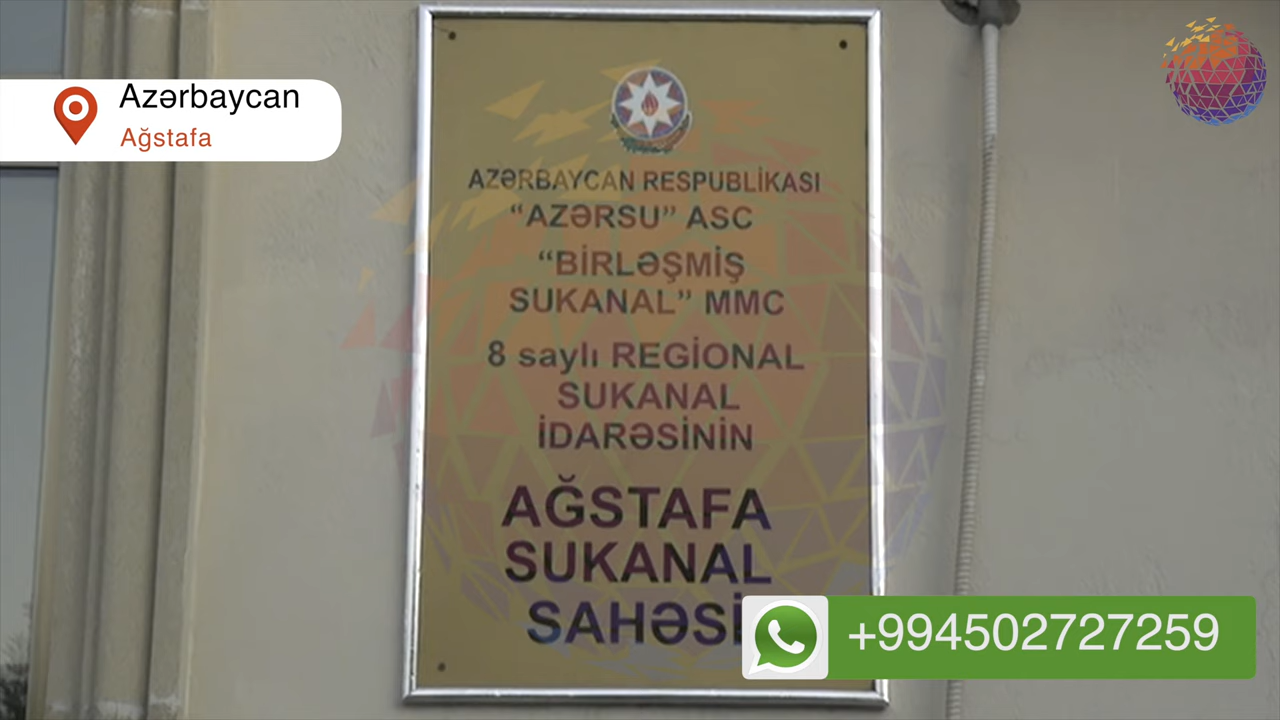 Azərbaycan
Ağstafa
AZƏRBAYCAN RESPUBLİKASI
“AZƏRSU” ASC
“BİRLƏŞMİŞ
SUKANAL” MMC
8 saylı REGİONAL
SUKANAL
İDARƏSİNİN
AĞSTAFA
SUKANAL
SAHƏSİ
+994502727259